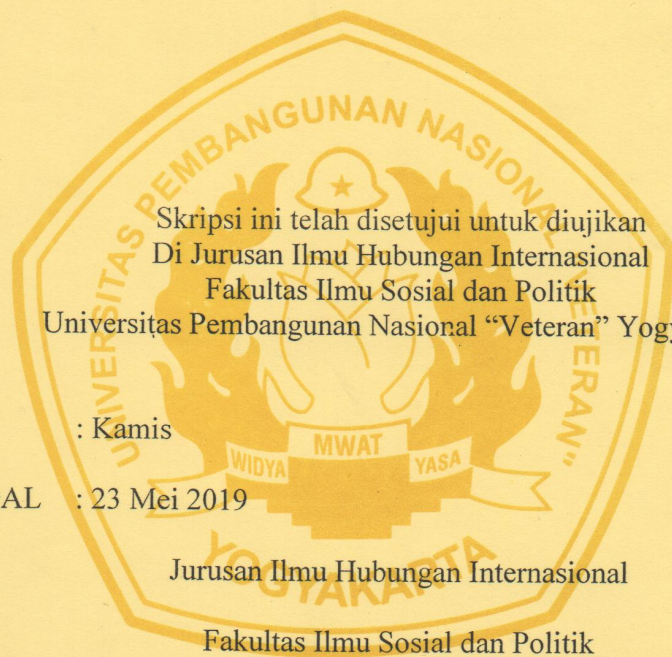 Skripsi ini telah disetujui untuk diujikan
Di Jurusan Ilmu Hubungan Internasional
Fakultas Ilmu Sosial dan Politik
Universitas Pembangunan Nasional “Veteran” Yogy
: Kamis
AL : 23 Mei 2019
Jurusan Ilmu Hubungan Internasional
Fakultas Ilmu Sosial dan Politik
UNIVERSITAS PEMBANGUNAN NASIONAL "VETERAN"
WIDYA MWAT YASA
YOGYAKARTA